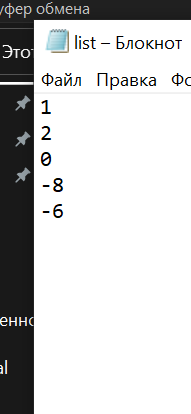 уфер обмена
Этот
list – Блокнот
Файл Правка Фо
1
2
0
-8
-6
енно
al